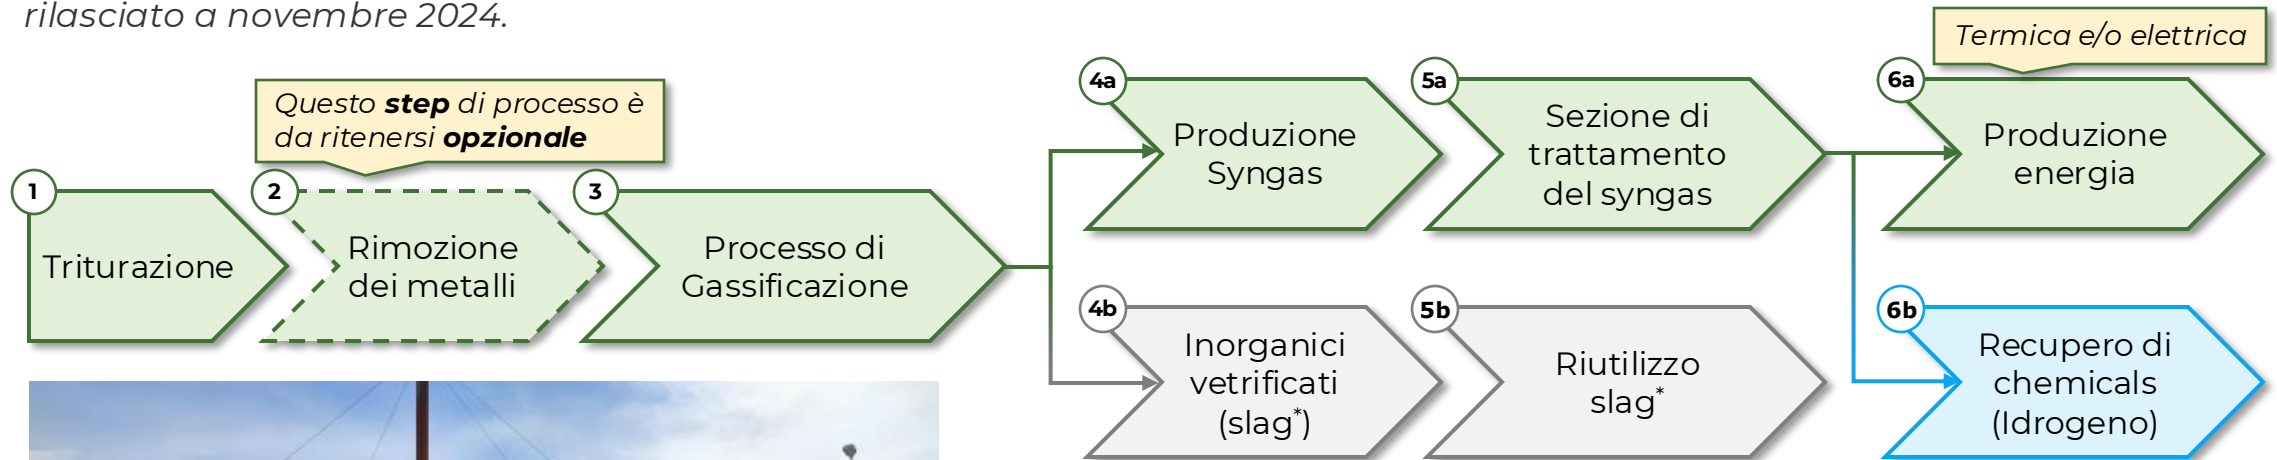 rilasciato a novembre 2024.
Questo step di processo è
da ritenersi opzionale
1
Triturazione
2
Rimozione
dei metalli
3
Processo di
Gassificazione
4a
Produzione
Syngas
5a
Sezione di
trattamento
del syngas
Termica e/o elettrica
6a
Produzione
energia
4b
Inorganici
vetrificati
(slag*)
5b
Riutilizzo
slag*
6b
Recupero di
chemicals
(Idrogeno)